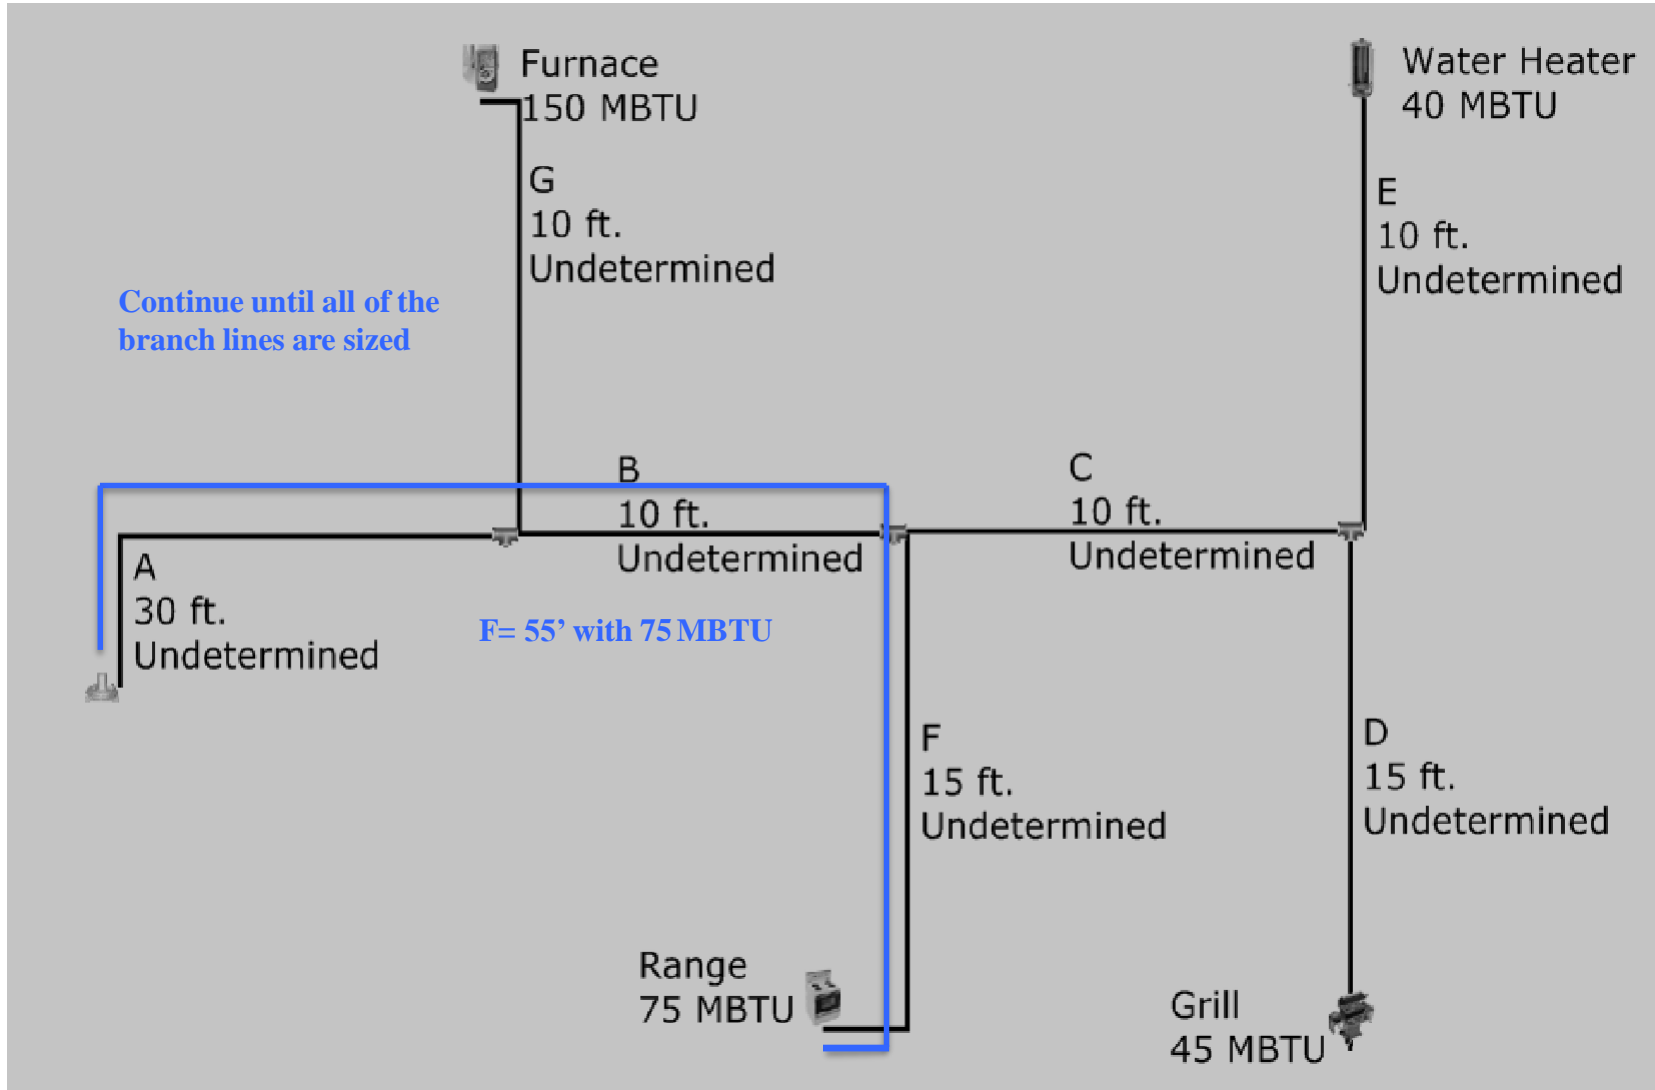 Furnace
150 MBTU
Water Heater
40 MBTU
G
10 ft.
Undetermined
E
10 ft.
Undetermined
Continue until all of the
branch lines are sized
B
10 ft.
Undetermined
C
10 ft.
Undetermined
A
30 ft.
Undetermined
F= 55’ with 75 MBTU
F
15 ft.
Undetermined
D
15 ft.
Undetermined
Range
75 MBTU
Grill
45 MBTU